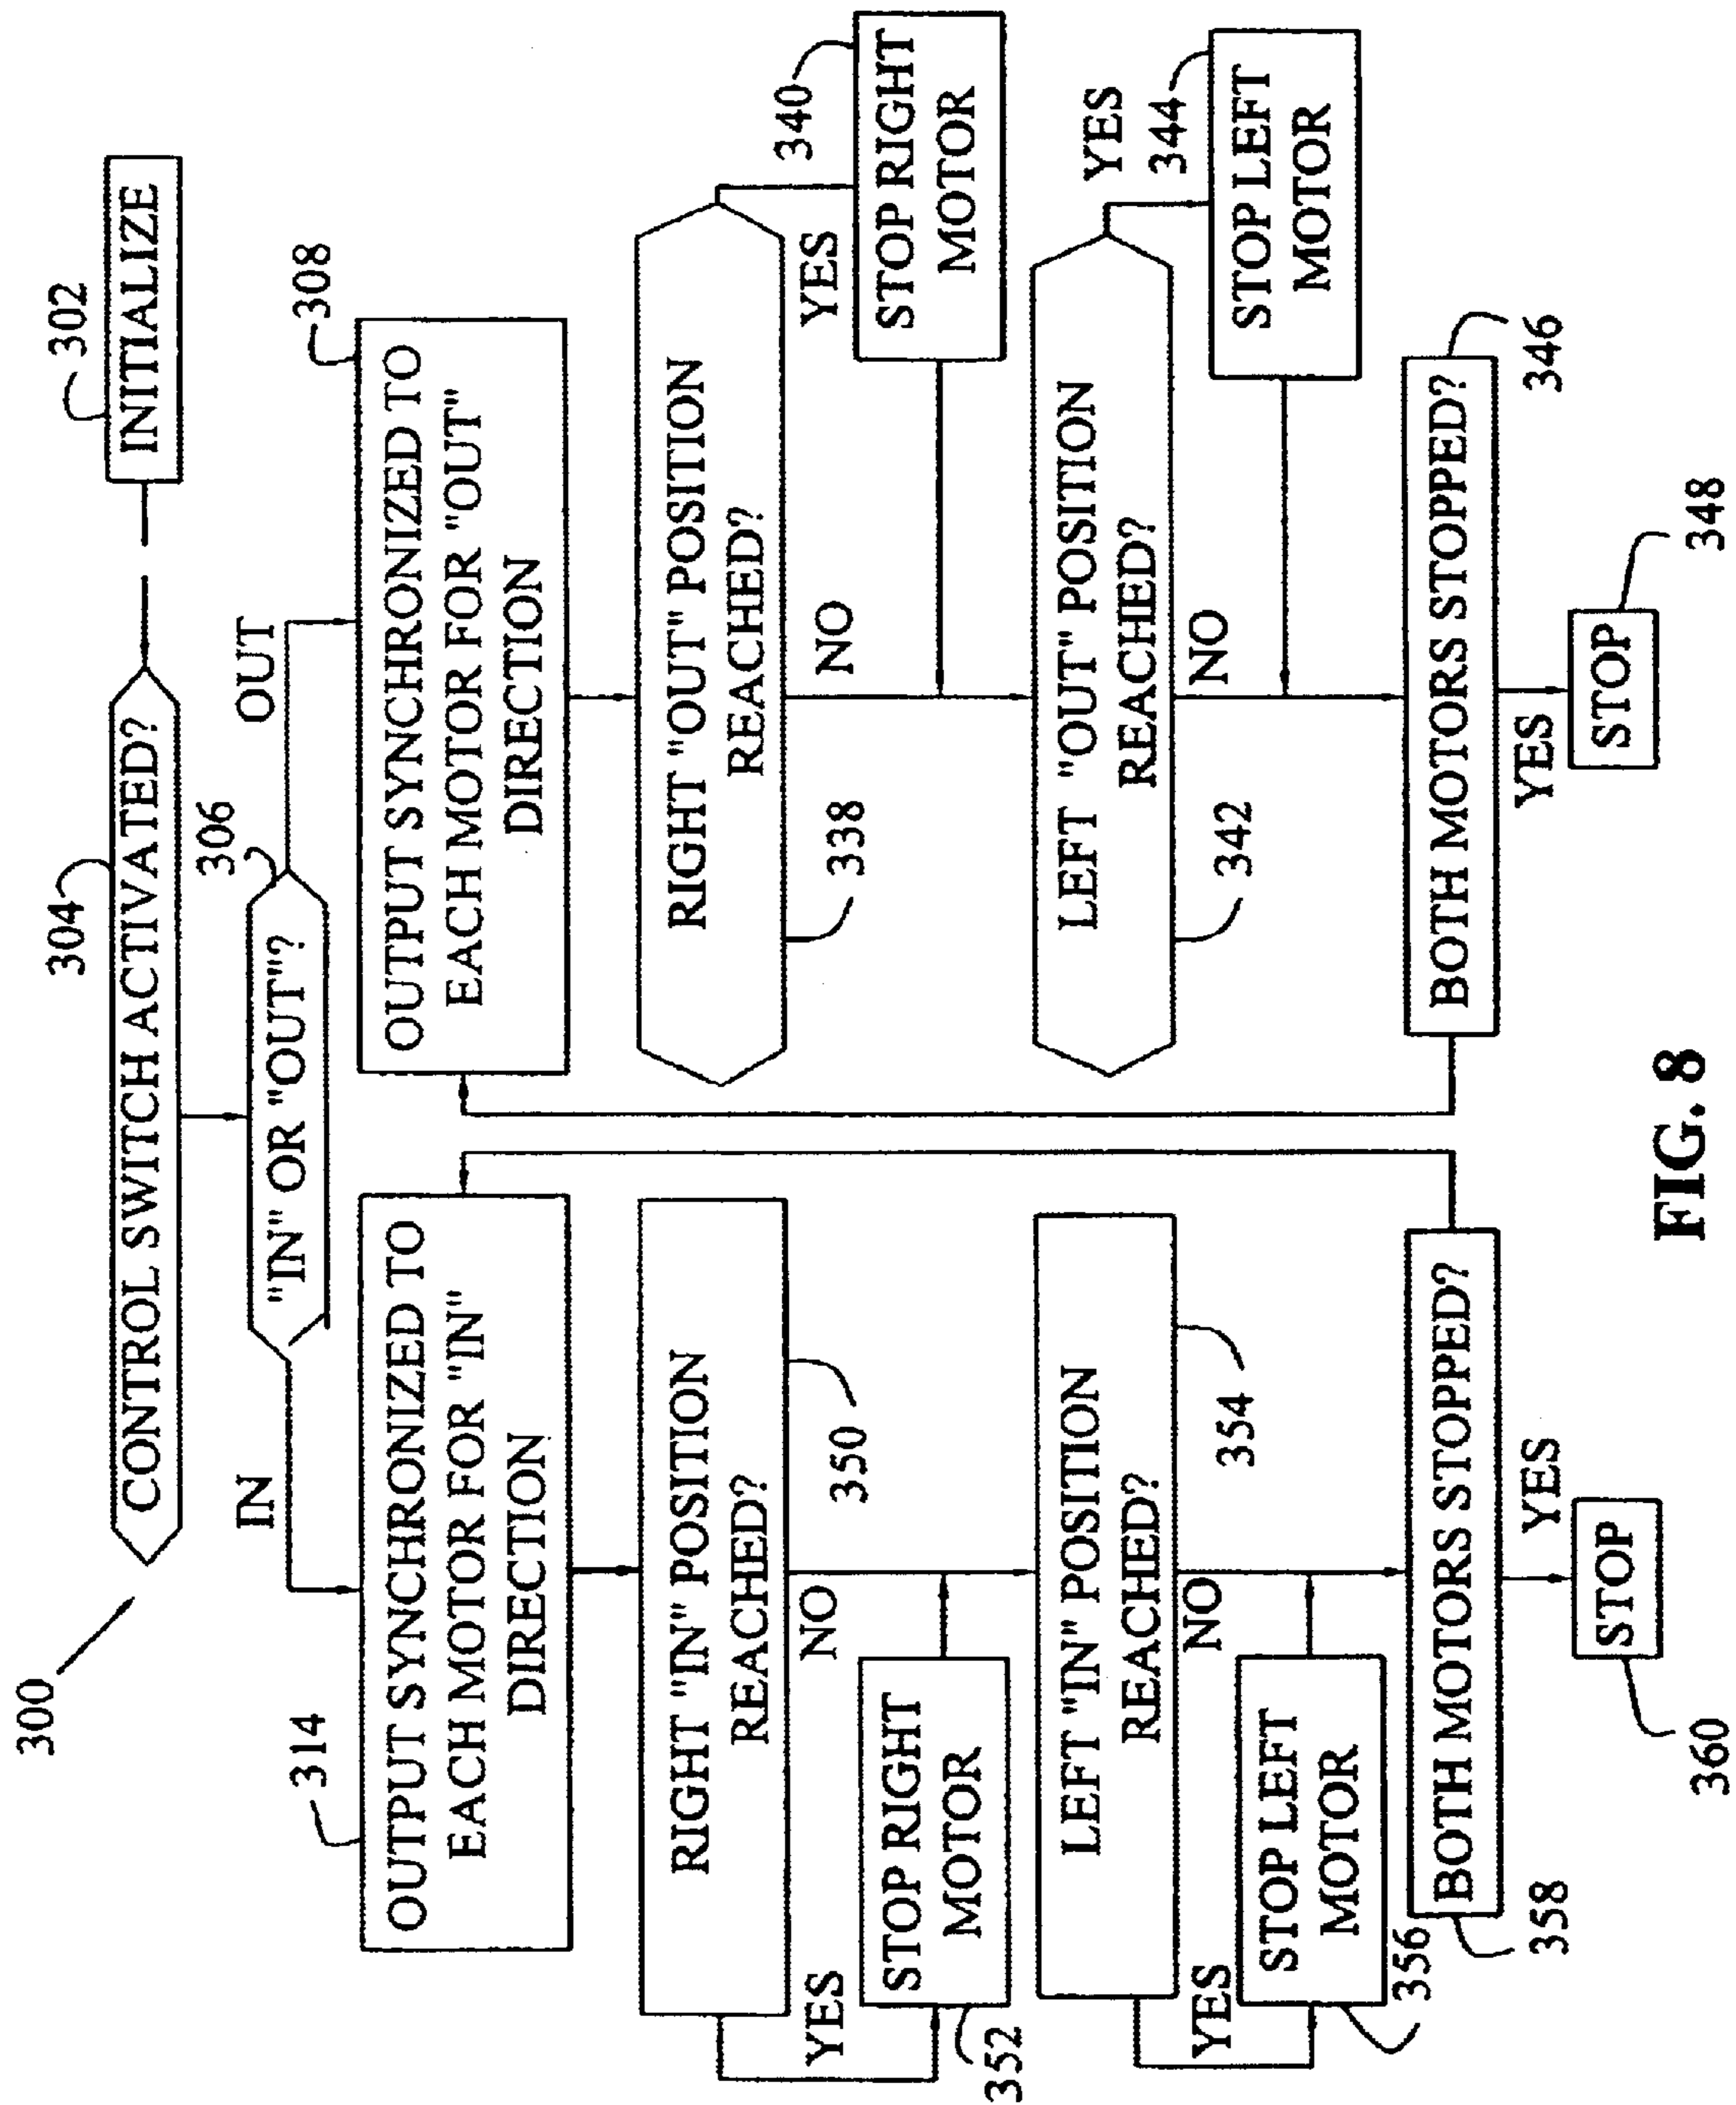 300
302
INITIALIZE
304
CONTROL SWITCH ACTIVATED?
306
"IN" OR "OUT"?
IN
OUT
314
OUTPUT SYNCHRONIZED TO
EACH MOTOR FOR "IN"
DIRECTION
308
OUTPUT SYNCHRONIZED TO
EACH MOTOR FOR "OUT"
DIRECTION
RIGHT "IN" POSITION
REACHED?
350
YES
NO
STOP RIGHT
MOTOR
352
RIGHT "OUT" POSITION
REACHED?
338
NO
YES
340
STOP RIGHT
MOTOR
LEFT "IN" POSITION
REACHED?
354
YES
NO
STOP LEFT
MOTOR
356
LEFT "OUT" POSITION
REACHED?
342
NO
YES
344
STOP LEFT
MOTOR
BOTH MOTORS STOPPED?
358
YES
STOP
360
BOTH MOTORS STOPPED?
346
YES
STOP
348
FIG. 8